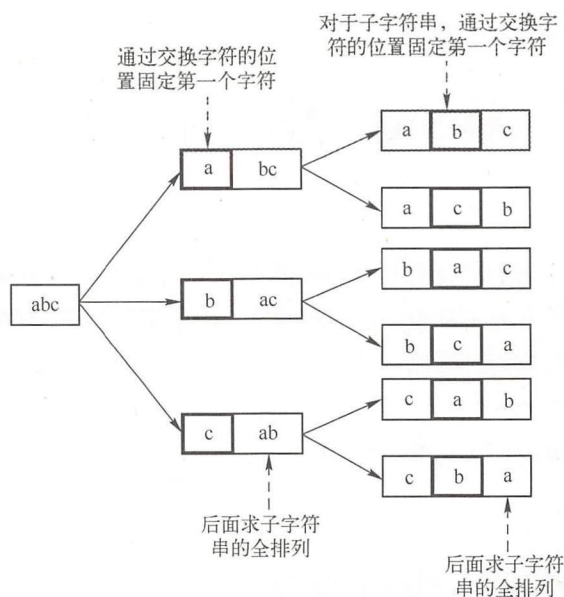 对于子字符串，通过交换字
符的位置固定第一个字符
通过交换字符的位
置固定第一个字符
a b c
a bc
a c b
b a c
abc
b ac
b c a
c a b
c ab
c b a
后面求子字符
串的全排列
后面求子字符
串的全排列